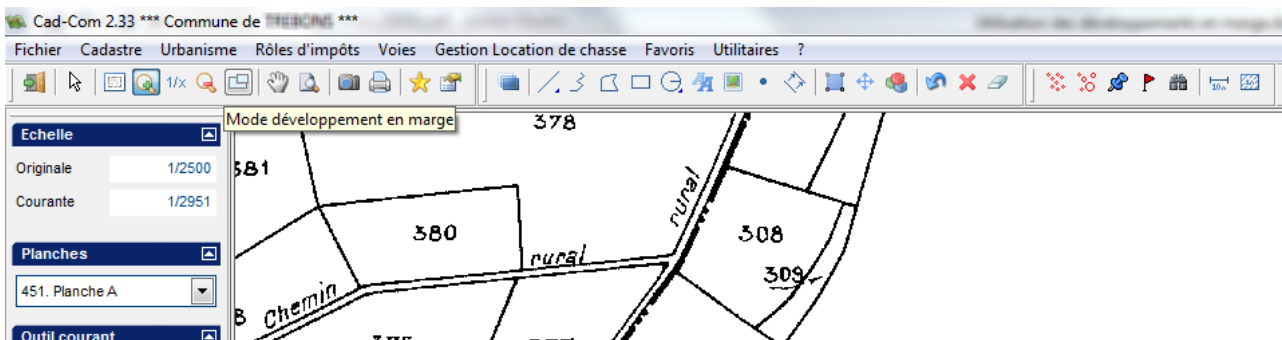 Cad-Com 2.33 *** Commune de TREBONS ***
Fichier Cadastre Urbanisme Rôles d'impôts Voies Gestion Location de chasse Favoris Utilitaires ?
1/x
10m
Mode développement en marge
Echelle
Originale 1/2500
Courante 1/2951
Planches
451. Planche A
Outil courant
378
381
rural
380
308
rural
309
Chemin